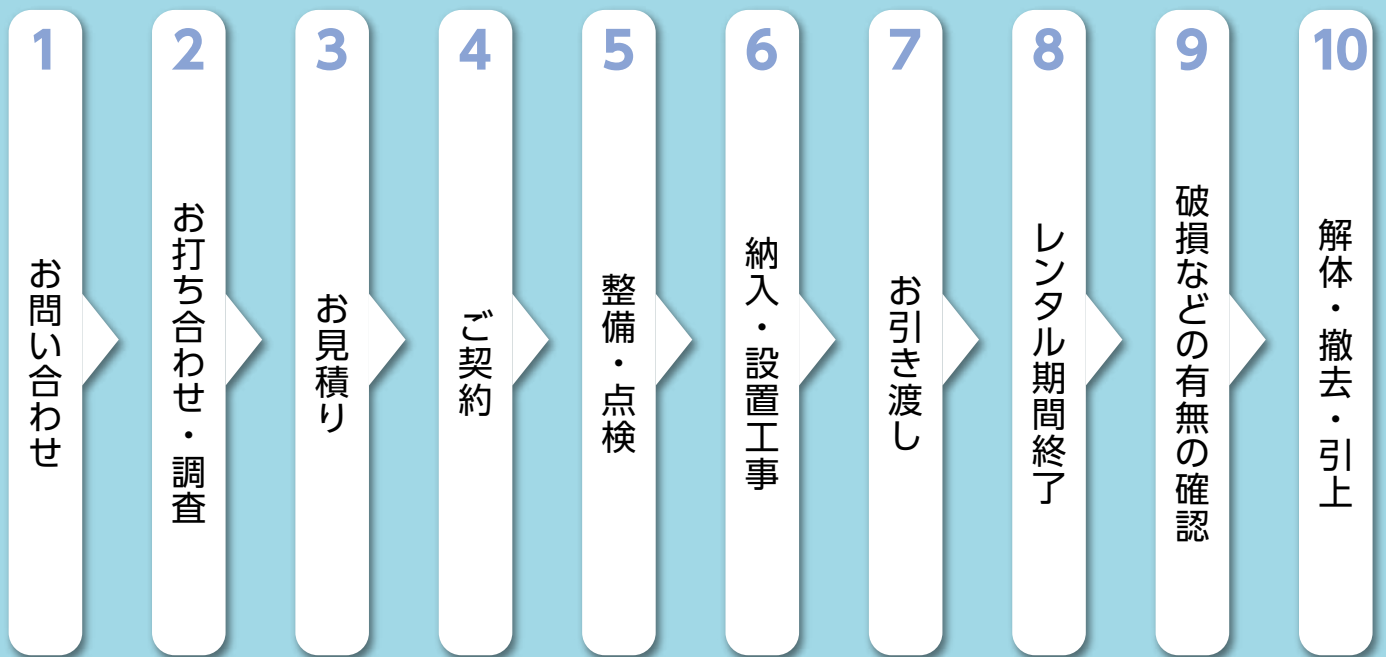 1
お問い合わせ
2
お打ち合わせ・調査
3
お見積り
4
ご契約
5
整備・点検
6
納入・設置工事
7
お引き渡し
8
レンタル期間終了
9
破損などの有無の確認
10
解体・撤去・引上